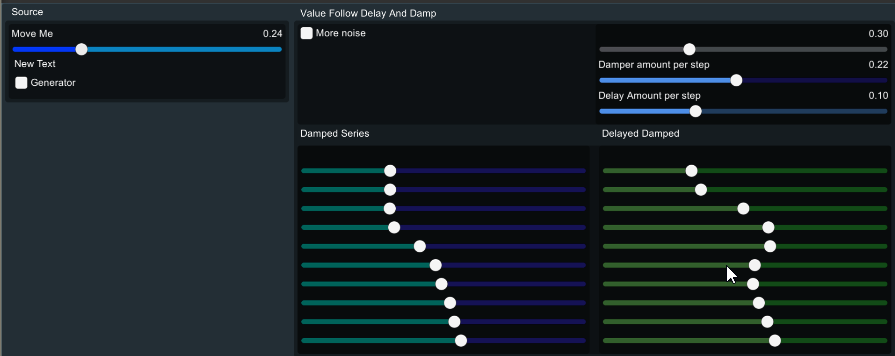 Source
Move Me 0.24
New Text
Generator
Value Follow Delay And Damp
More noise
0.30
Damper amount per step 0.22
Delay Amount per step 0.10
Damped Series
Delayed Damped